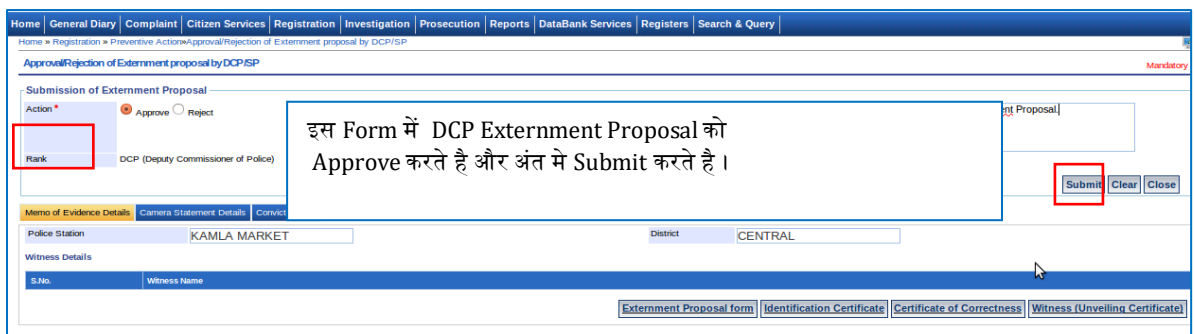 Home General Diary Complaint Citizen Services Registration Investigation Prosecution Reports DataBank Services Registers Search & Query
Home » Registration » Preventive Action»Approval/Rejection of Externment proposal by DCP/SP
Approval/Rejection of Externment proposal by DCP/SP
Mandatory
Submission of Externment Proposal
Action * Approve Reject
Proposal.
इस Form में DCP Externment Proposal को
Approve करते है और अंत मे Submit करते है ।
Rank DCP (Deputy Commissioner of Police)
Submit Clear Close
Memo of Evidence Details Camera Statement Details Convict
Police Station KAMLA MARKET District CENTRAL
Witness Details
S.No. Witness Name
Externment Proposal form Identification Certificate Certificate of Correctness Witness (Unveiling Certificate)